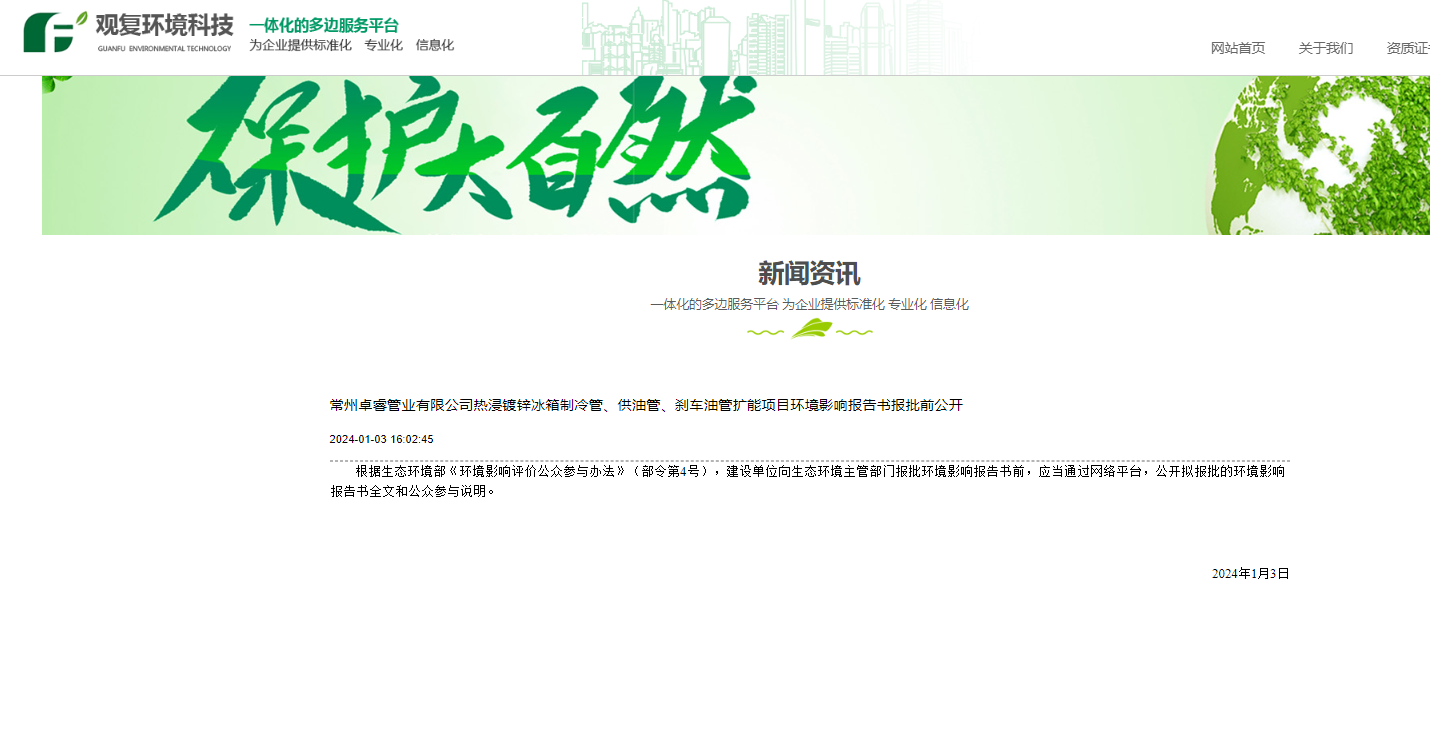 观复环境科技
GUANFU ENVIRONMENTAL TECHNOLOGY
一体化的多边服务平台
为企业提供标准化 专业化 信息化
网站首页 关于我们 资质证
保护大自然
新闻资讯
一体化的多边服务平台 为企业提供标准化 专业化 信息化
常州卓睿管业有限公司热浸镀锌冰箱制冷管、供油管、刹车油管扩能项目环境影响报告书报批前公开
2024-01-03 16:02:45
根据生态环境部《环境影响评价公众参与办法》（部令第4号），建设单位向生态环境主管部门报批环境影响报告书前，应当通过网络平台，公开拟报批的环境影响
报告书全文和公众参与说明。
2024年1月3日